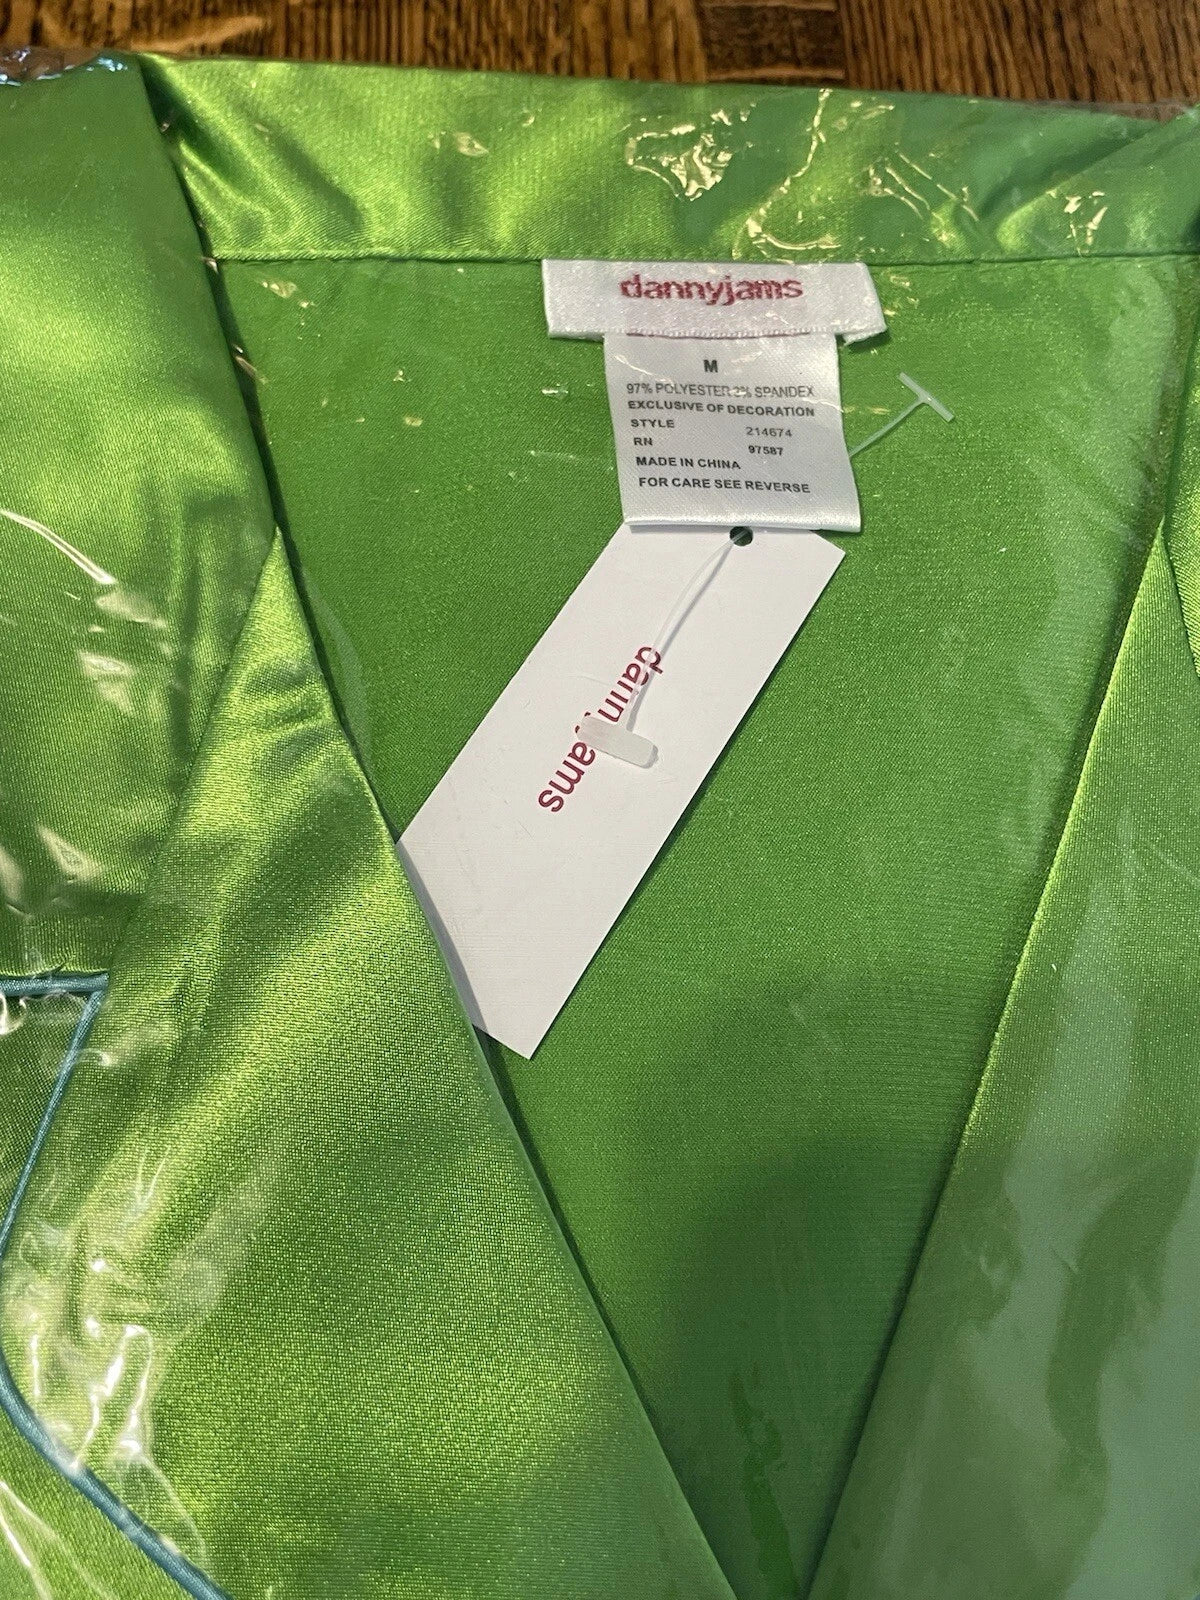 dannyjams
M
97% POLYESTER 3% SPANDEX
EXCLUSIVE OF DECORATION
STYLE 214674
RN 97587
MADE IN CHINA
FOR CARE SEE REVERSE
dannyjams